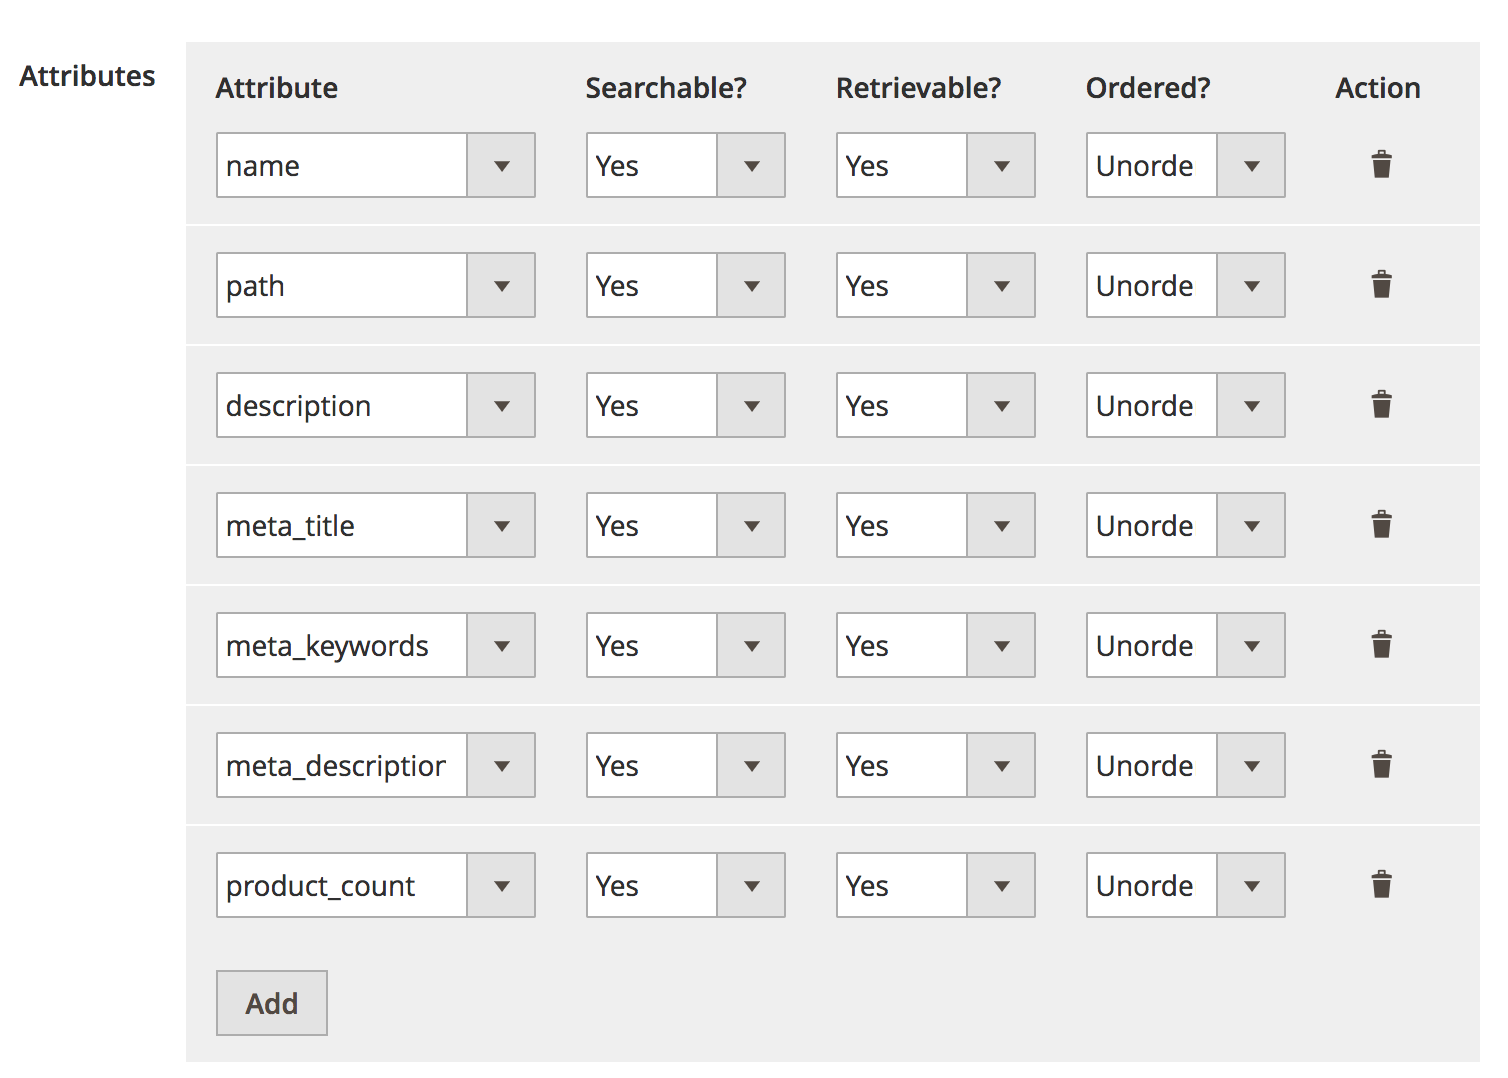 Attributes
Attribute Searchable? Retrievable? Ordered? Action
name Yes Yes Unorde
path Yes Yes Unorde
description Yes Yes Unorde
meta_title Yes Yes Unorde
meta_keywords Yes Yes Unorde
meta_description Yes Yes Unorde
product_count Yes Yes Unorde
Add